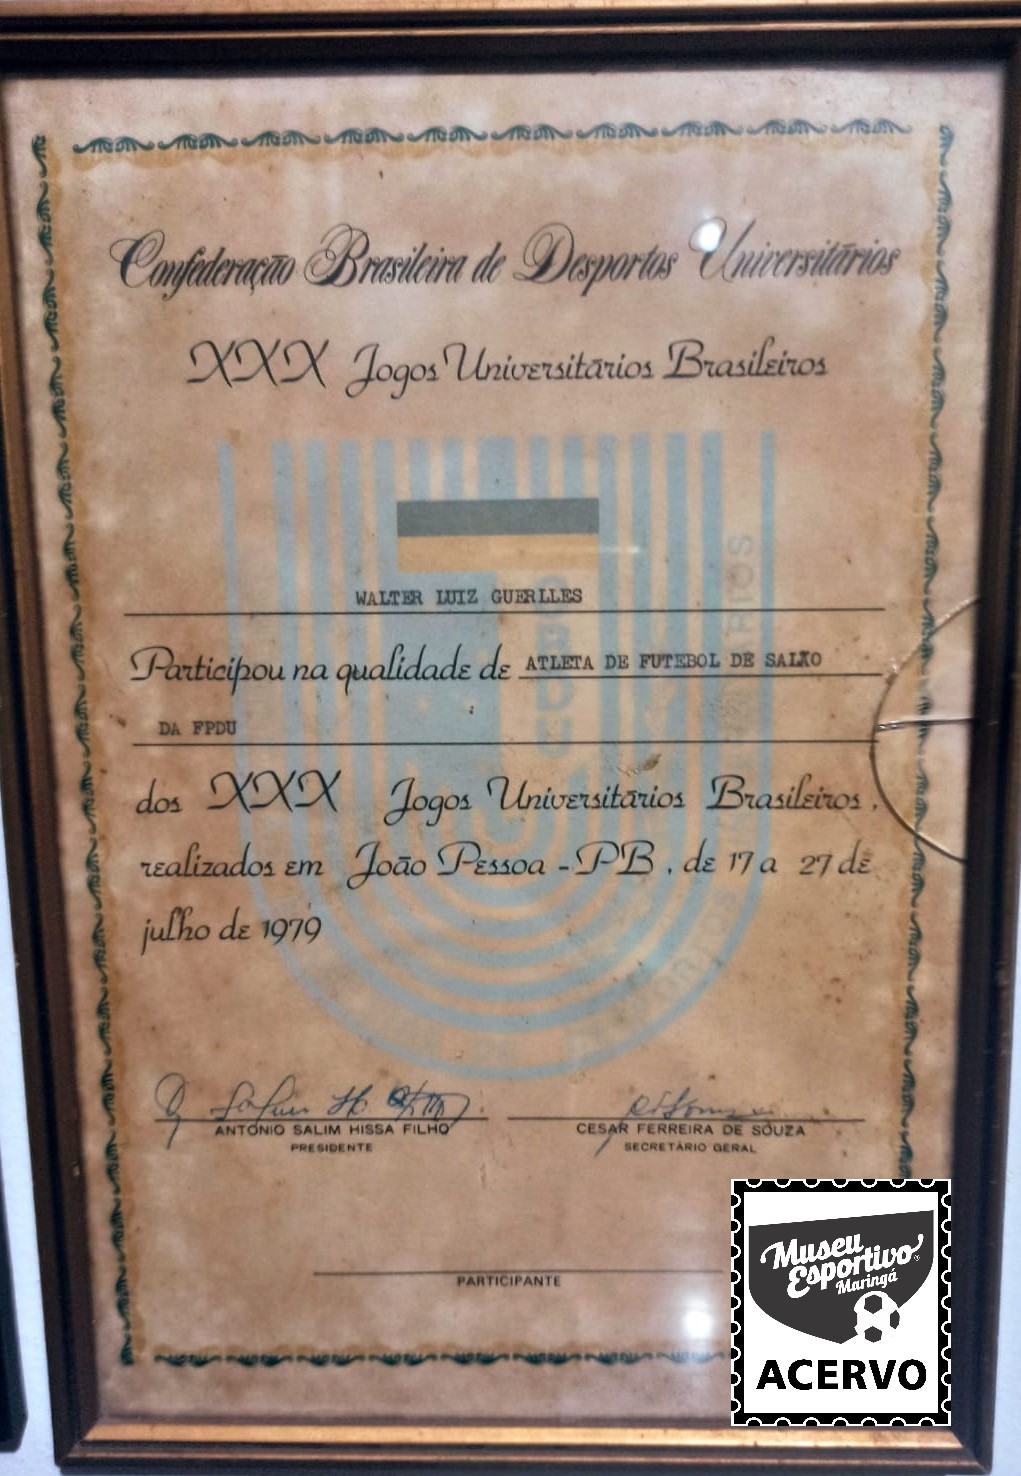 Confederação Brasileira de Desportos Universitários
XXX Jogos Universitários Brasileiros
WALTER LUIZ GUERLLES
Participou na qualidade de ATLETA DE FUTEBOL DE SALÃO
DA FPDU
dos XXX Jogos Universitários Brasileiros,
realizados em João Pessoa - PB, de 17 a 27 de
julho de 1979
CBDU
ANTONIO SALIM HISSA FILHO
PRESIDENTE
CESAR FERREIRA DE SOUZA
SECRETÁRIO GERAL
PARTICIPANTE
Museu
Esportivo
Maringá
ACERVO